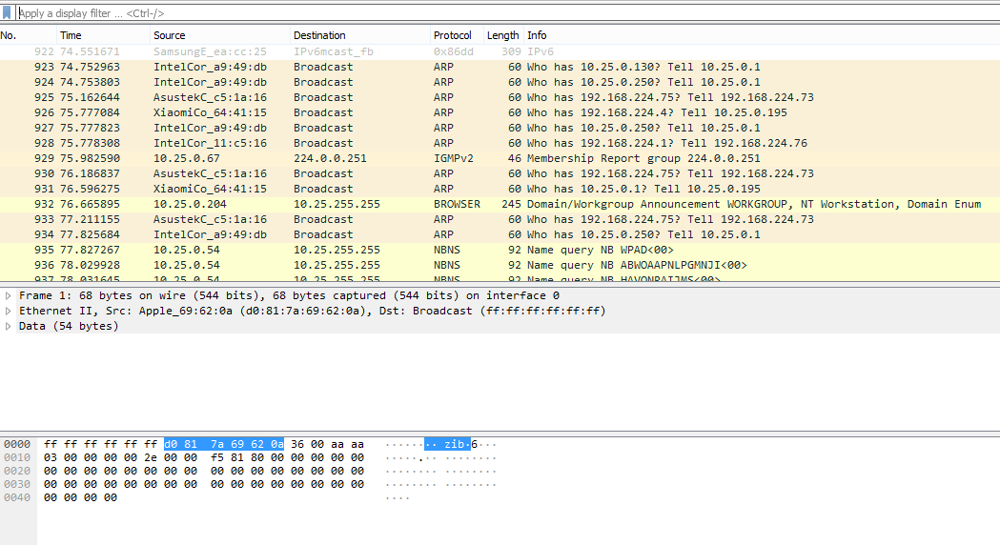 Apply a display filter ... <Ctrl-/>
No. Time Source Destination Protocol Length Info
922 74.551671 SamsungE_ea:cc:25 IPv6mcast_fb 0x86dd 309 IPv6
923 74.752963 IntelCor_a9:49:db Broadcast ARP 60 Who has 10.25.0.130? Tell 10.25.0.1
924 74.753803 IntelCor_a9:49:db Broadcast ARP 60 Who has 10.25.0.250? Tell 10.25.0.1
925 75.162644 AsustekC_c5:1a:16 Broadcast ARP 60 Who has 192.168.224.75? Tell 192.168.224.73
926 75.777084 XiaomiCo_64:41:15 Broadcast ARP 60 Who has 192.168.224.4? Tell 10.25.0.195
927 75.777823 IntelCor_a9:49:db Broadcast ARP 60 Who has 10.25.0.250? Tell 10.25.0.1
928 75.778308 IntelCor_11:c5:16 Broadcast ARP 60 Who has 192.168.224.1? Tell 192.168.224.76
929 75.982590 10.25.0.67 224.0.0.251 IGMPv2 46 Membership Report group 224.0.0.251
930 76.186837 AsustekC_c5:1a:16 Broadcast ARP 60 Who has 192.168.224.75? Tell 192.168.224.73
931 76.596275 XiaomiCo_64:41:15 Broadcast ARP 60 Who has 10.25.0.1? Tell 10.25.0.195
932 76.665895 10.25.0.204 10.25.255.255 BROWSER 245 Domain/Workgroup Announcement WORKGROUP, NT Workstation, Domain Enum
933 77.211155 AsustekC_c5:1a:16 Broadcast ARP 60 Who has 192.168.224.75? Tell 192.168.224.73
934 77.825684 IntelCor_a9:49:db Broadcast ARP 60 Who has 10.25.0.250? Tell 10.25.0.1
935 77.827267 10.25.0.54 10.25.255.255 NBNS 92 Name query NB WPAD<00>
936 78.029928 10.25.0.54 10.25.255.255 NBNS 92 Name query NB ABWOAAPNLPGMNJI<00>
937 78.031645 10.25.0.54 10.25.255.255 NBNS 92 Name query NB
Frame 1: 68 bytes on wire (544 bits), 68 bytes captured (544 bits) on interface 0
Ethernet II, Src: Apple_69:62:0a (d0:81:7a:69:62:0a), Dst: Broadcast (ff:ff:ff:ff:ff:ff)
Data (54 bytes)
0000 ff ff ff ff ff ff d0 81 7a 69 62 0a 36 00 aa aa ········ zib·6···
0010 03 00 00 00 00 2e 00 00 f5 81 80 00 00 00 00 00 ·····.·· ········
0020 00 00 00 00 00 00 00 00 00 00 00 00 00 00 00 00 ········ ········
0030 00 00 00 00 00 00 00 00 00 00 00 00 00 00 00 00 ········ ········
0040 00 00 00 00 ····